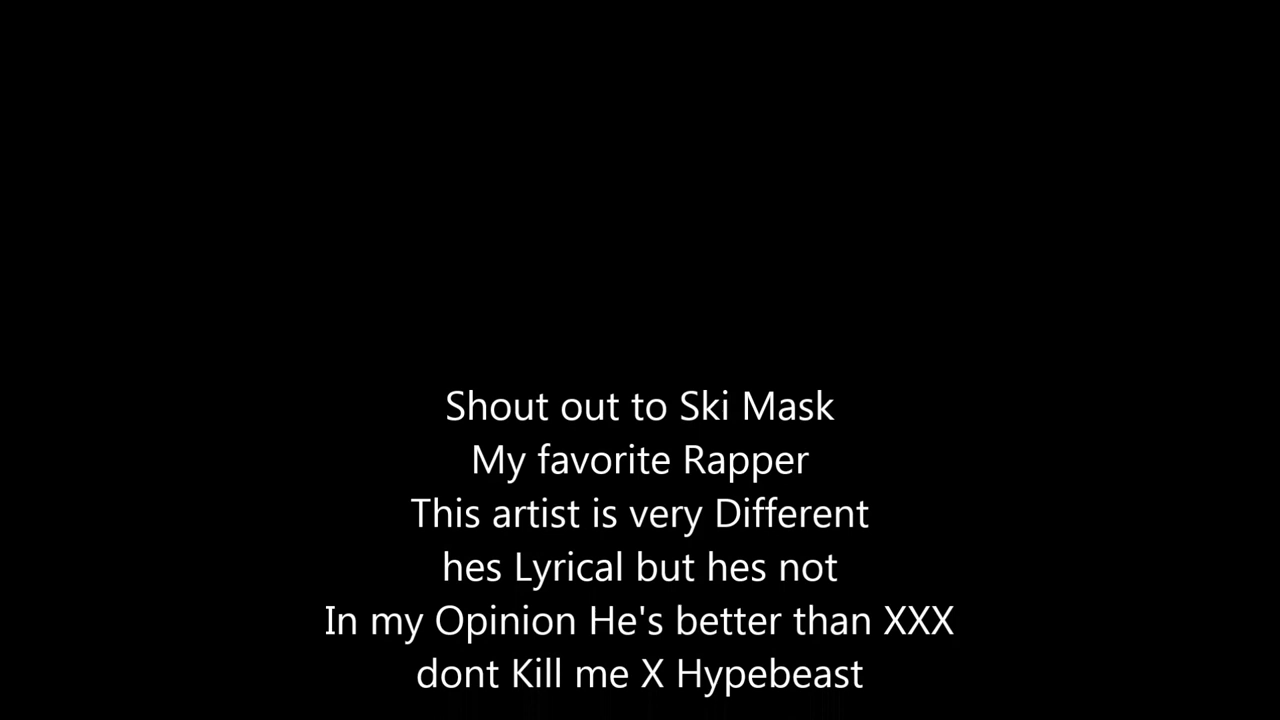 Shout out to Ski Mask
My favorite Rapper
This artist is very Different
hes Lyrical but hes not
In my Opinion He's better than XXX
dont Kill me X Hypebeast